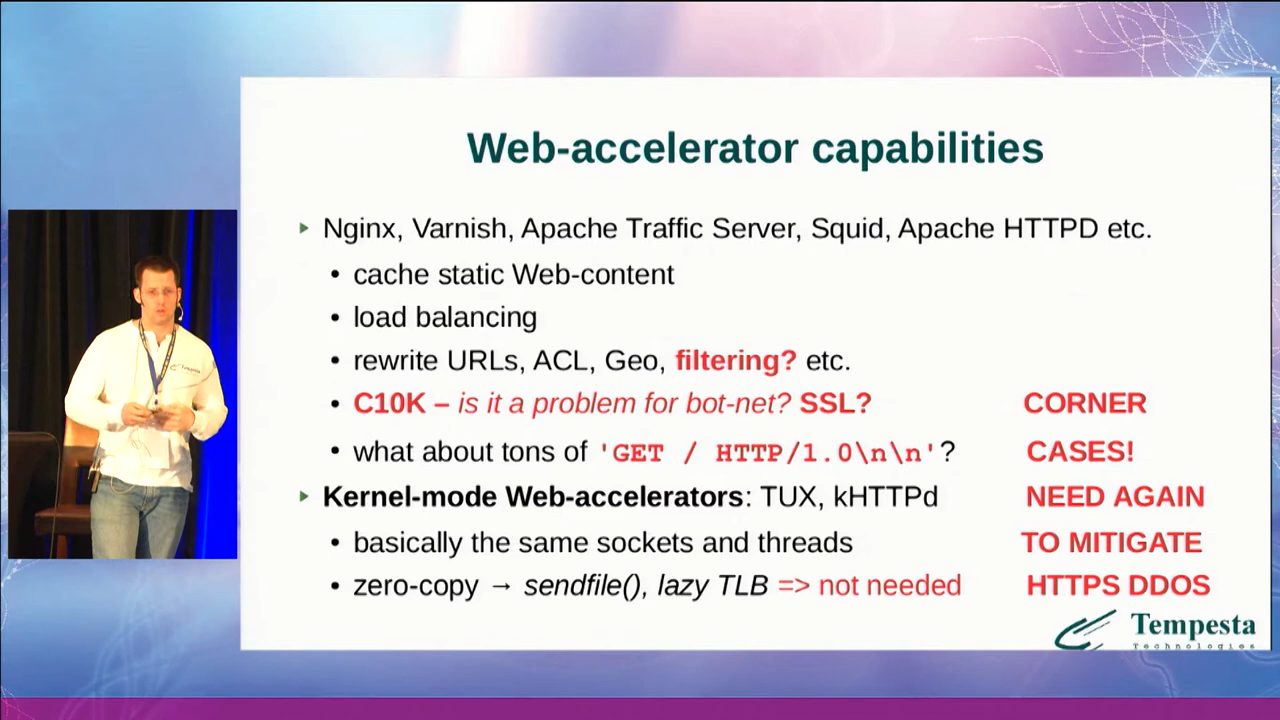 Web-accelerator capabilities
Nginx, Varnish, Apache Traffic Server, Squid, Apache HTTPD etc.
cache static Web-content
load balancing
rewrite URLs, ACL, Geo, filtering? etc.
C10K – is it a problem for bot-net? SSL? CORNER
what about tons of 'GET / HTTP/1.0\n\n'? CASES!
Kernel-mode Web-accelerators: TUX, kHTTPd NEED AGAIN
basically the same sockets and threads TO MITIGATE
zero-copy → sendfile(), lazy TLB => not needed HTTPS DDOS
Tempesta
Technologies